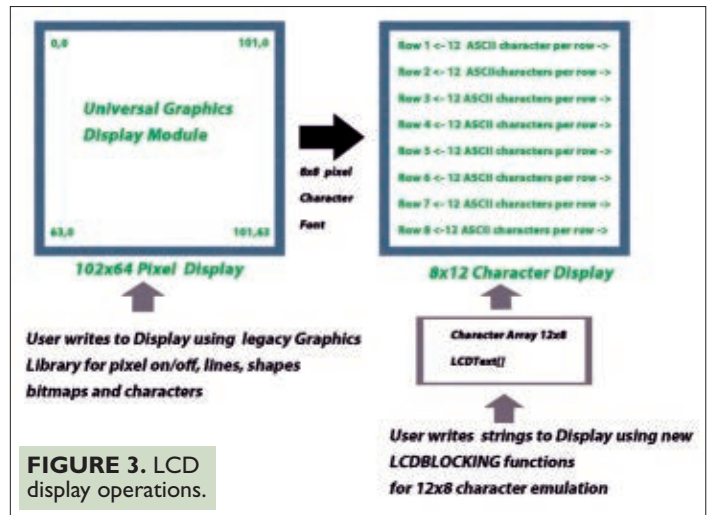 0,0 101,0
Universal Graphics
Display Module
63,0 101,63
102x64 Pixel Display
User writes to Display using legacy Graphics
Library for pixel on/off, lines, shapes
bitmaps and characters
8x8 pixel
Character
Font
Row 1 <- 12 ASCII character per row ->
Row 2 <- 12 ASCIIcharacters per row ->
Row 3 <- 12 ASCII characters per row ->
Row 4 <- 12 ASCII characters per row ->
Row 5 <- 12 ASCII characters per row ->
Row 6 <- 12 ASCII characters per row ->
Row 7 <- 12 ASCII characters per row ->
Row 8 <-12 ASCII characters per row ->
8x12 Character Display
Character Array 12x8
LCDText[]
User writes strings to Display using new
LCDBLOCKING functions
for 12x8 character emulation
FIGURE 3. LCD
display operations.